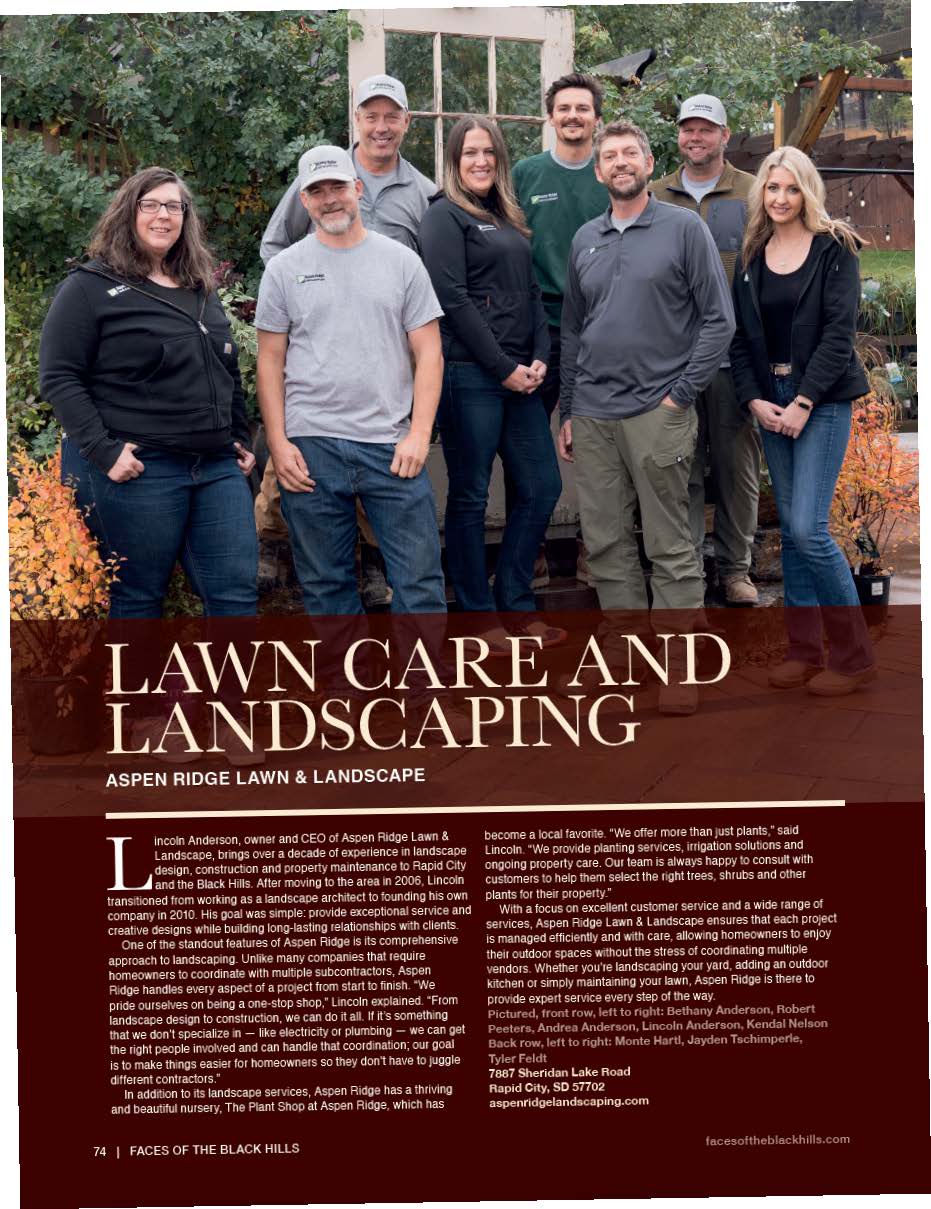 LAWN CARE AND
LANDSCAPING
ASPEN RIDGE LAWN & LANDSCAPE
Lincoln Anderson, owner and CEO of Aspen Ridge Lawn &
Landscape, brings over a decade of experience in landscape
design, construction and property maintenance to Rapid City
and the Black Hills. After moving to the area in 2006, Lincoln
transitioned from working as a landscape architect to founding his own
company in 2010. His goal was simple: provide exceptional service and
creative designs while building long-lasting relationships with clients.
One of the standout features of Aspen Ridge is its comprehensive
approach to landscaping. Unlike many companies that require
homeowners to coordinate with multiple subcontractors, Aspen
Ridge handles every aspect of a project from start to finish. “We
pride ourselves on being a one-stop shop,” Lincoln explained. “From
landscape design to construction, we can do it all. If it’s something
that we don’t specialize in — like electricity or plumbing — we can get
the right people involved and can handle that coordination; our goal
is to make things easier for homeowners so they don’t have to juggle
different contractors.”
In addition to its landscape services, Aspen Ridge has a thriving
and beautiful nursery, The Plant Shop at Aspen Ridge, which has
become a local favorite. “We offer more than just plants,” said
Lincoln. “We provide planting services, irrigation solutions and
ongoing property care. Our team is always happy to consult with
customers to help them select the right trees, shrubs and other
plants for their property.”
With a focus on excellent customer service and a wide range of
services, Aspen Ridge Lawn & Landscape ensures that each project
is managed efficiently and with care, allowing homeowners to enjoy
their outdoor spaces without the stress of coordinating multiple
vendors. Whether you’re landscaping your yard, adding an outdoor
kitchen or simply maintaining your lawn, Aspen Ridge is there to
provide expert service every step of the way.
Pictured, front row, left to right: Bethany Anderson, Robert
Peeters, Andrea Anderson, Lincoln Anderson, Kendal Nelson
Back row, left to right: Monte Hartl, Jayden Tschimperle,
Tyler Feldt
7887 Sheridan Lake Road
Rapid City, SD 57702
aspenridgelandscaping.com
74 | FACES OF THE BLACK HILLS
facesoftheblackhills.com